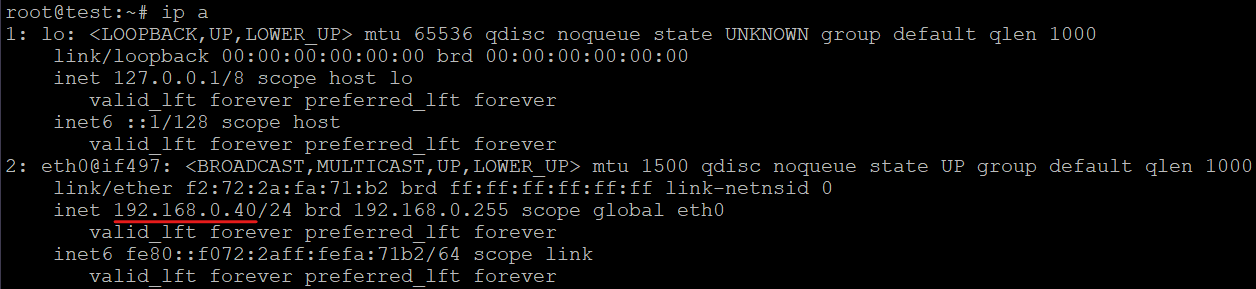 root@test:~# ip a
1: lo: <LOOPBACK,UP,LOWER_UP> mtu 65536 qdisc noqueue state UNKNOWN group default qlen 1000
    link/loopback 00:00:00:00:00:00 brd 00:00:00:00:00:00
    inet 127.0.0.1/8 scope host lo
       valid_lft forever preferred_lft forever
    inet6 ::1/128 scope host
       valid_lft forever preferred_lft forever
2: eth0@if497: <BROADCAST,MULTICAST,UP,LOWER_UP> mtu 1500 qdisc noqueue state UP group default qlen 1000
    link/ether f2:72:2a:fa:71:b2 brd ff:ff:ff:ff:ff:ff link-netnsid 0
    inet 192.168.0.40/24 brd 192.168.0.255 scope global eth0
       valid_lft forever preferred_lft forever
    inet6 fe80::f072:2aff:fefa:71b2/64 scope link
       valid_lft forever preferred_lft forever